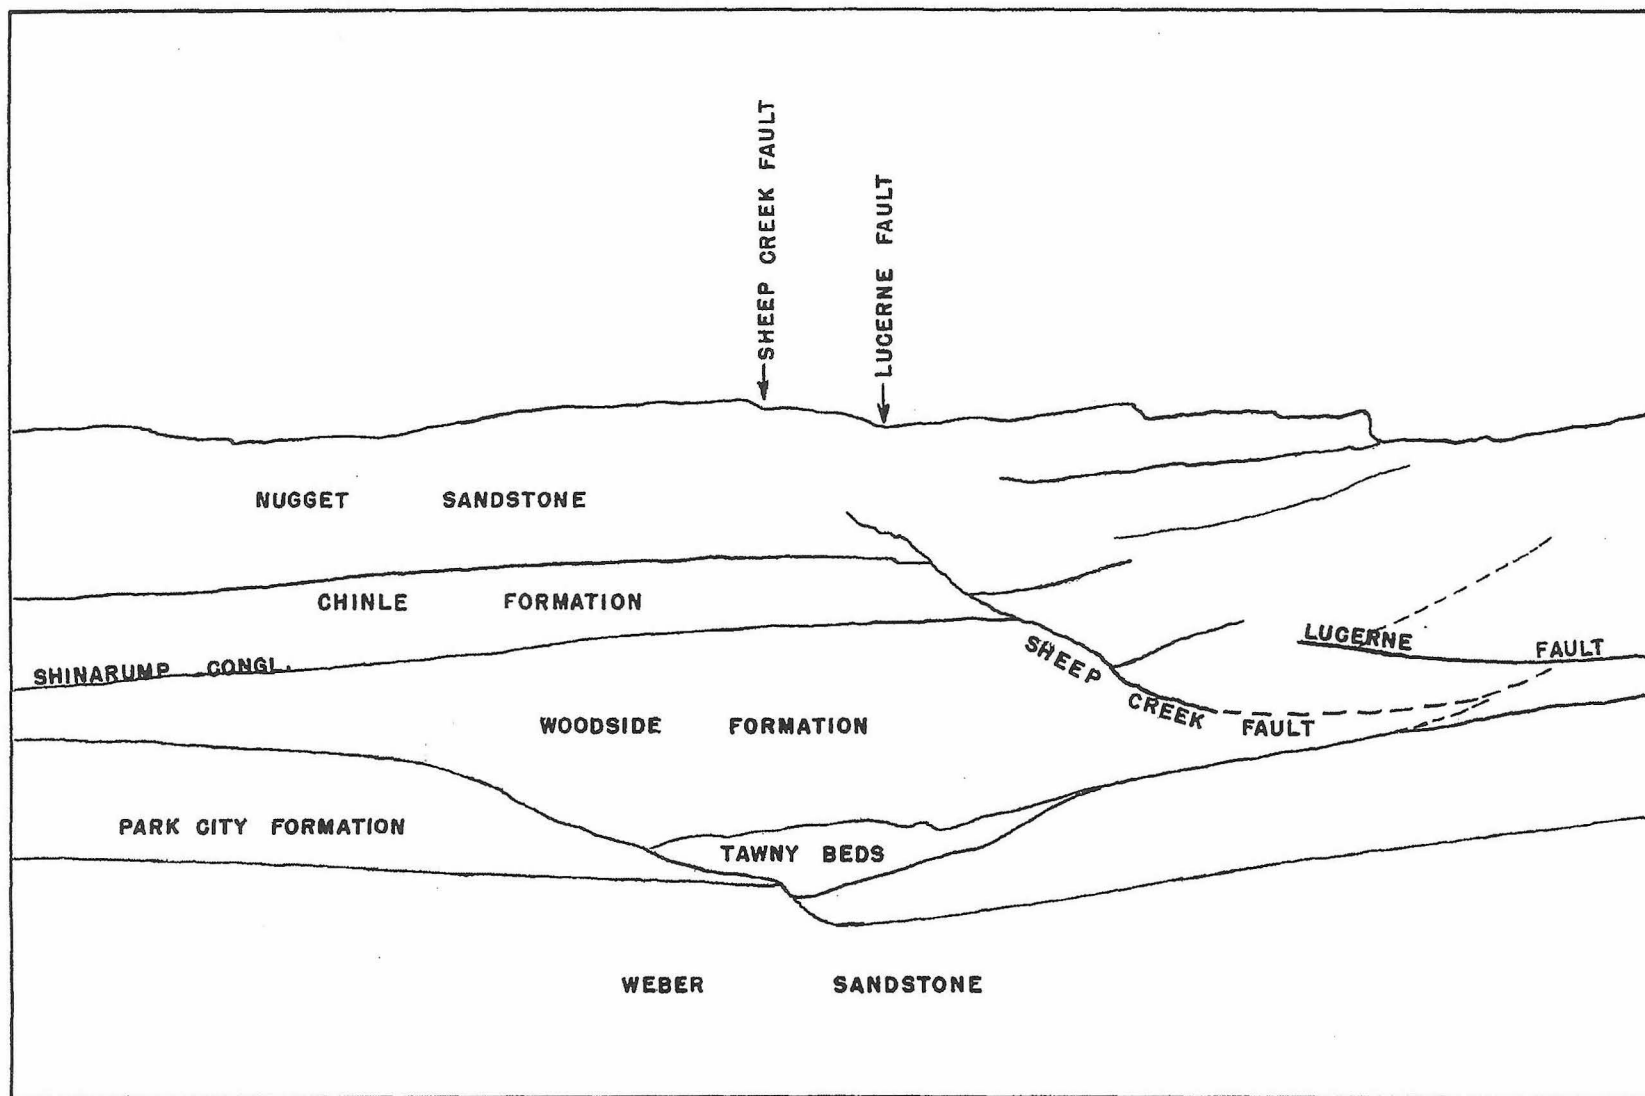 SHEEP CREEK FAULT
LUCERNE FAULT
NUGGET SANDSTONE
CHINLE FORMATION
SHINARUMP CONGL.
SHEEP CREEK FAULT
LUCERNE FAULT
WOODSIDE FORMATION
PARK CITY FORMATION
TAWNY BEDS
WEBER SANDSTONE